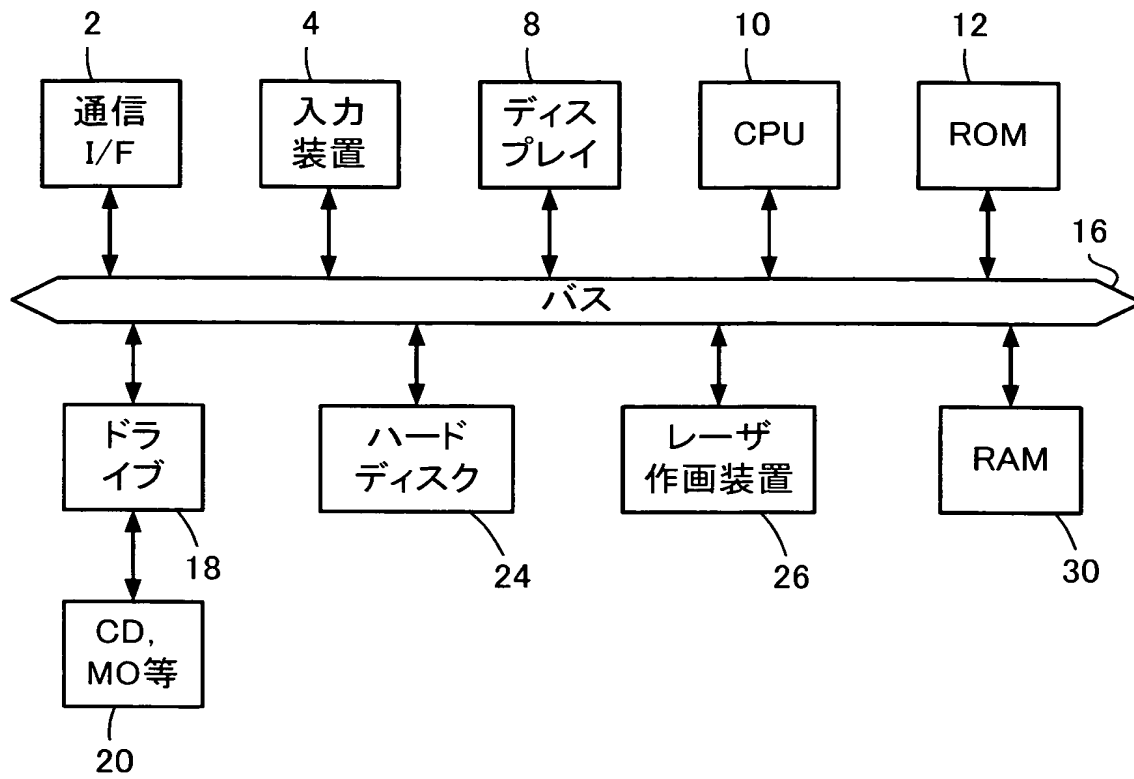 2
4
8
10
12
通信
I/F
入力
装置
ディス
プレイ
CPU
ROM
16
バス
ドラ
イブ
ハード
ディスク
レーザ
作画装置
RAM
18
24
26
30
CD,
MO等
20